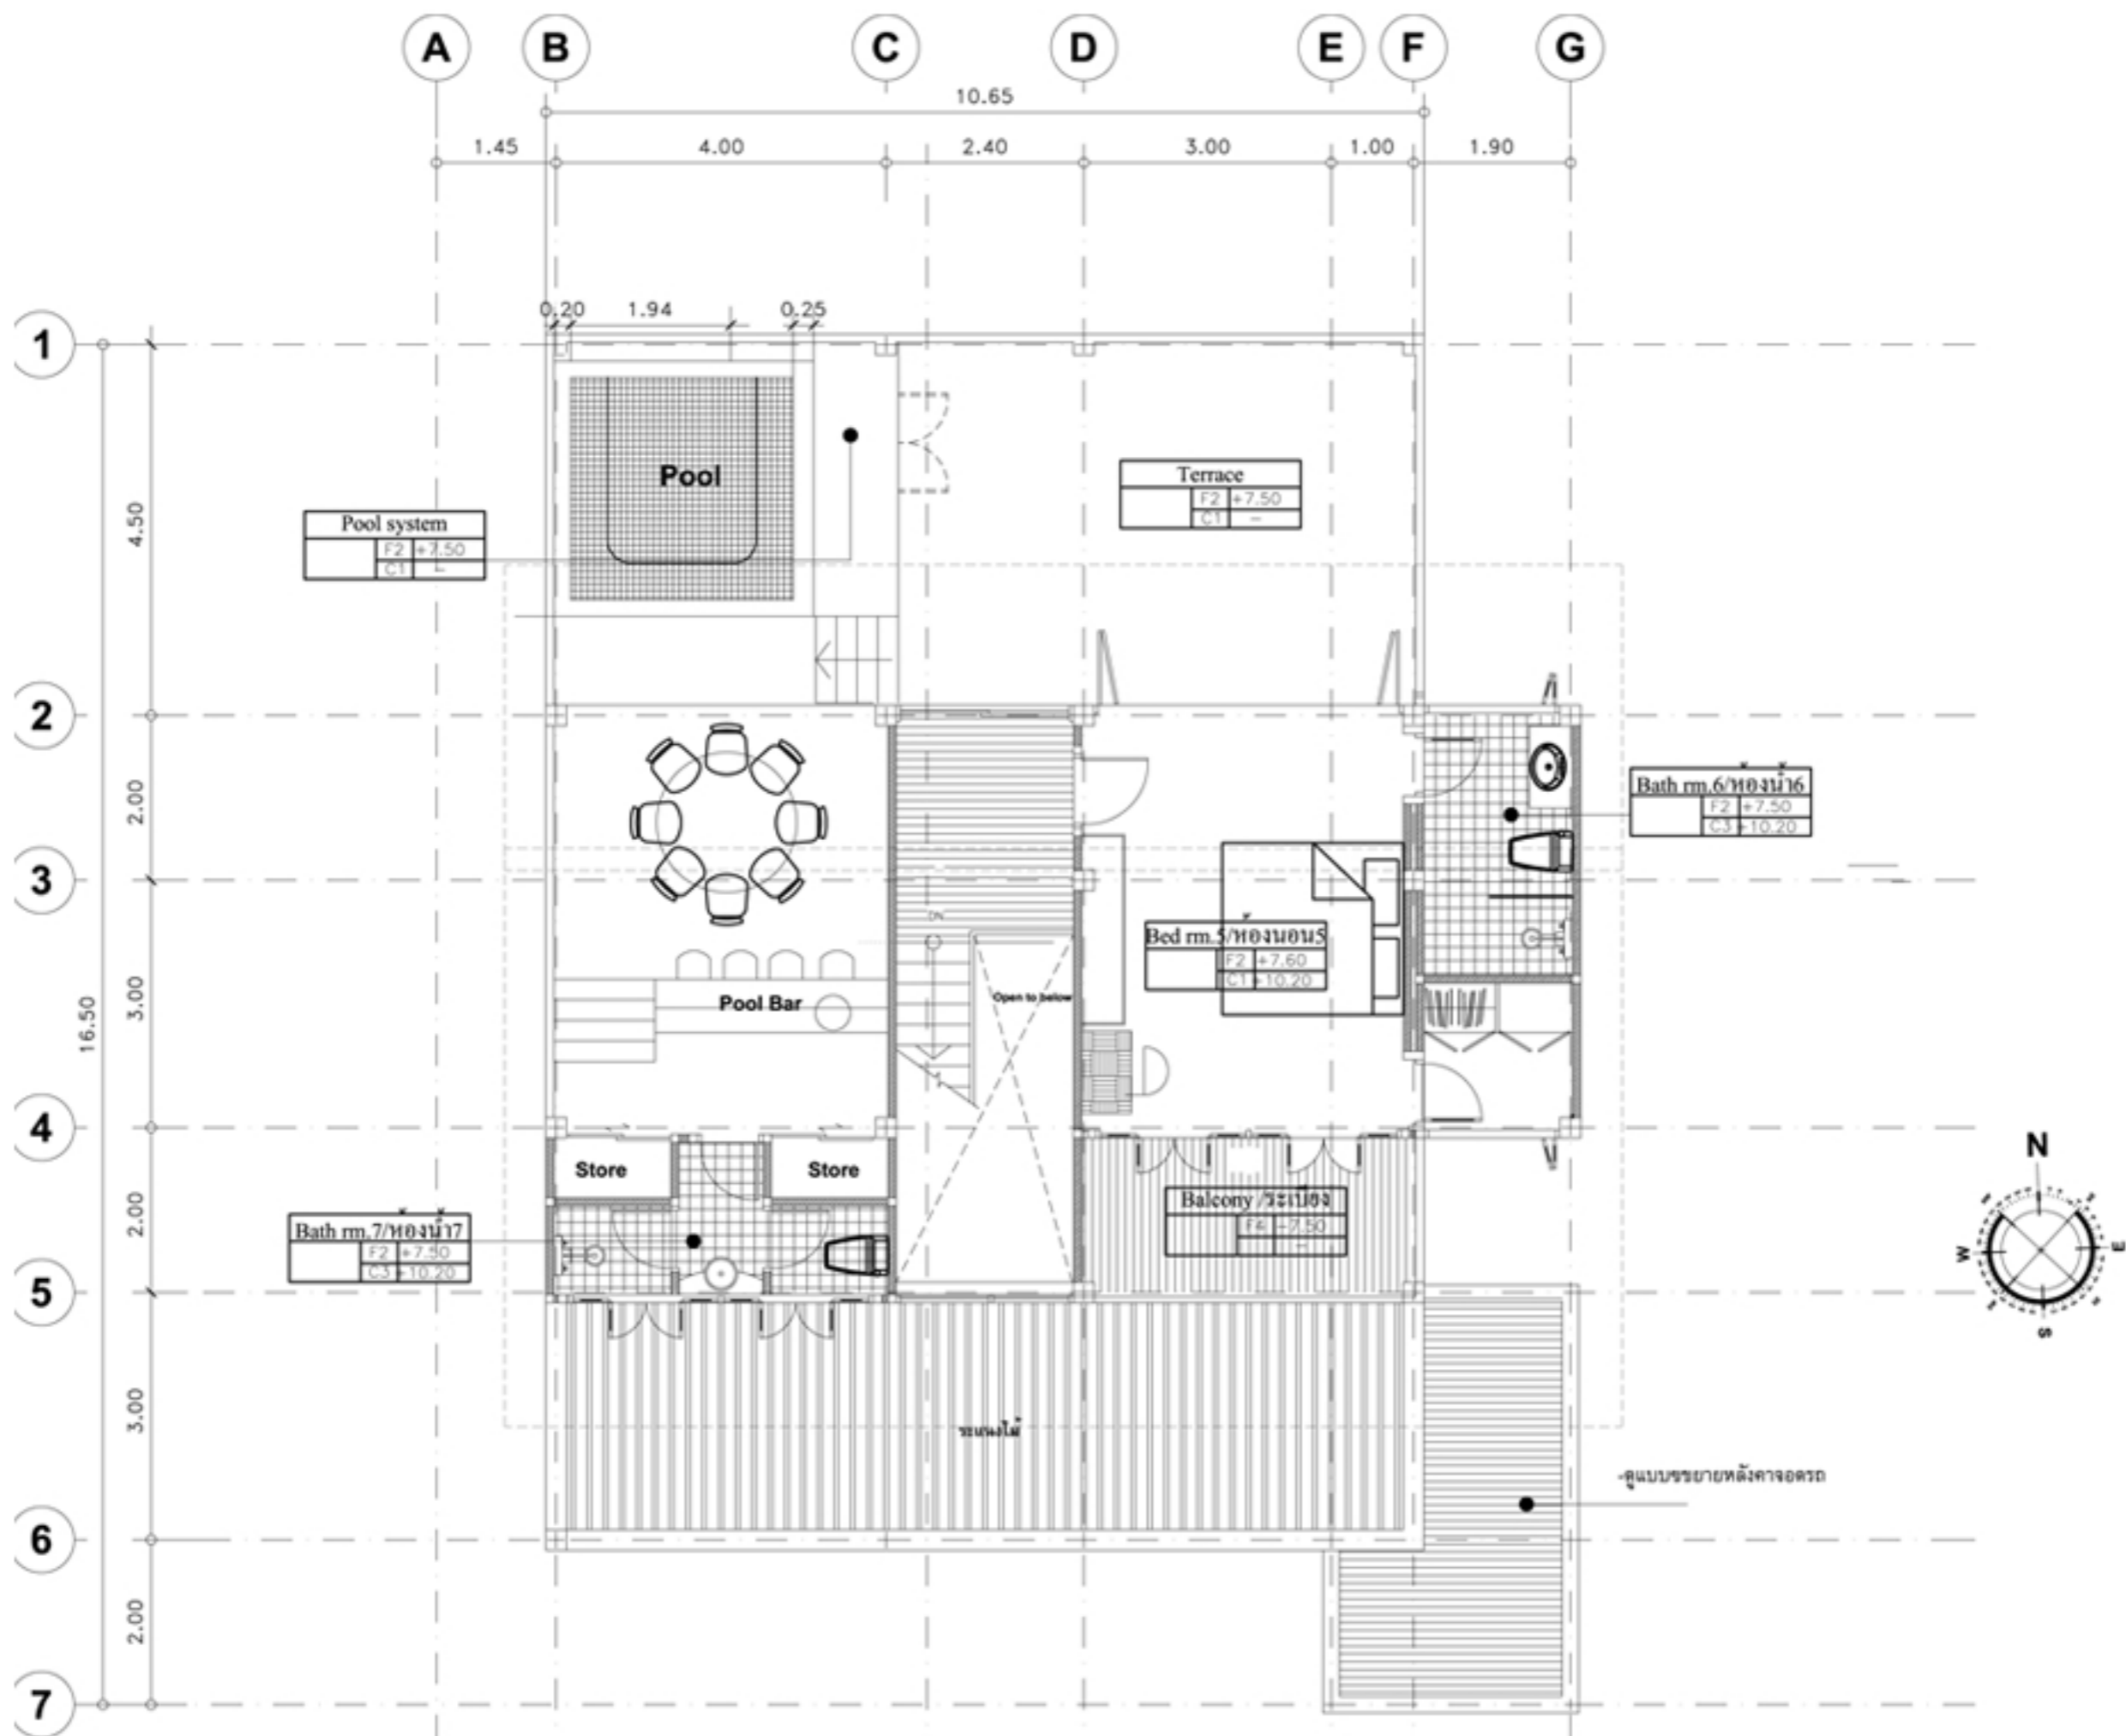 A B C D E F G
10.65
1.45 4.00 2.40 3.00 1.00 1.90
0.20 1.94 0.25
1
Pool
Terrace
F2 +7.50
C1 –
4.50
Pool system
F2 +7.50
C1 –
2
2.00
Bath rm.6/ห้องน้ำ6
F2 +7.50
C3 +10.20
3
DN
Bed rm.5/ห้องนอน5
F2 +7.60
C1 +10.20
3.00
16.50
Pool Bar
Open to below
4
N
Store
Store
Balcony /ระเบียง
F4 -7.50
–
2.00
Bath rm.7/ห้องน้ำ7
F2 +7.50
C3 +10.20
W E
5
S
3.00
ระแนงไม้
-ดูแบบขยายหลังคาจอดรถ
6
2.00
7